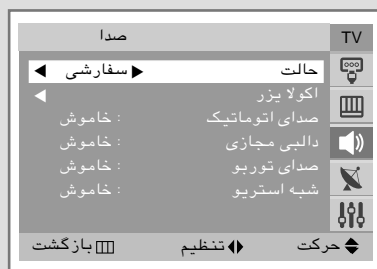 صدا
TV
حالت ◀ سفارشی ▶
اکولایزر
صدای اتوماتیک : خاموش
دالبی مجازی : خاموش
صدای توربو : خاموش
شبه استریو : خاموش
حرکت تنظیم بازگشت